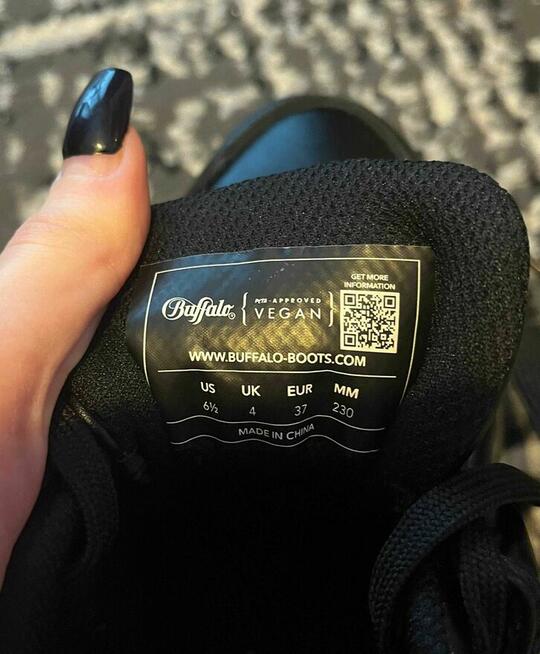 GET MORE
INFORMATION
Buffalo® { PETA - APPROVED
VEGAN }
WWW.BUFFALO-BOOTS.COM
US UK EUR MM
6½ 4 37 230
MADE IN CHINA